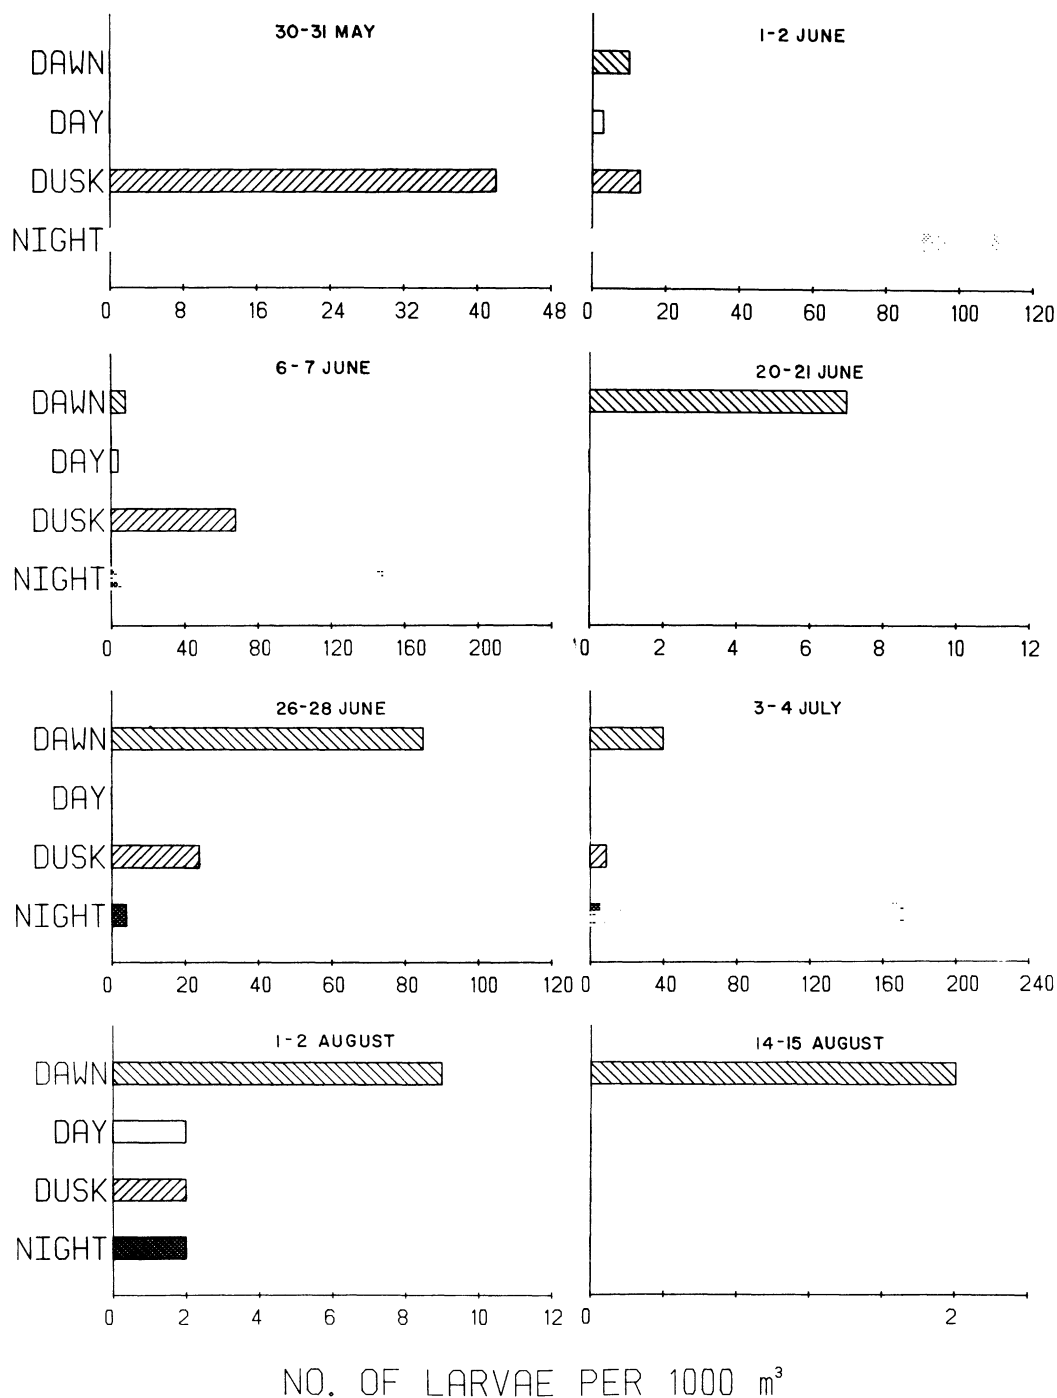 30-31 MAY
1-2 JUNE
DAWN
DAY
DUSK
NIGHT
0 8 16 24 32 40 48
0 20 40 60 80 100 120
6-7 JUNE
20-21 JUNE
DAWN
DAY
DUSK
NIGHT
0 40 80 120 160 200
0 2 4 6 8 10 12
26-28 JUNE
3-4 JULY
DAWN
DAY
DUSK
NIGHT
0 20 40 60 80 100 120
0 40 80 120 160 200 240
1-2 AUGUST
14-15 AUGUST
DAWN
DAY
DUSK
NIGHT
0 2 4 6 8 10 12
0 2
NO. OF LARVAE PER 1000 m³